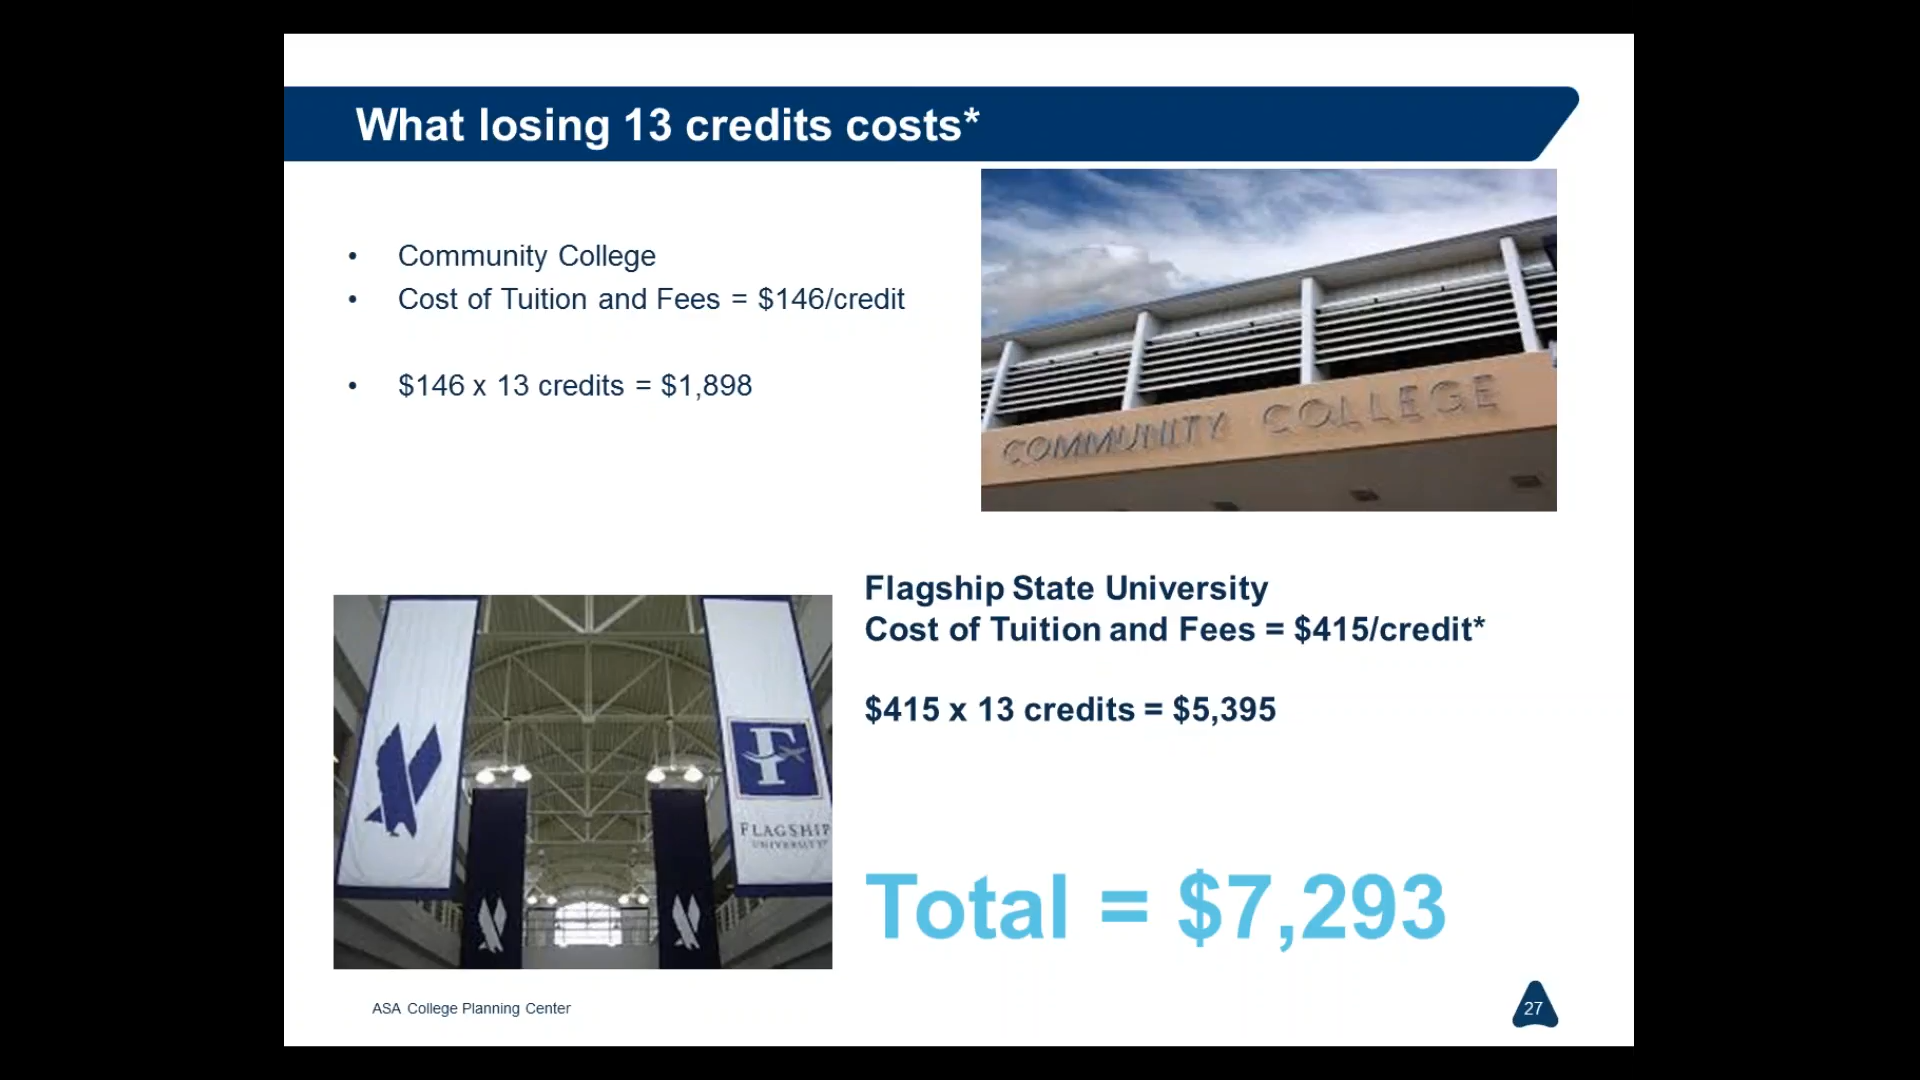 What losing 13 credits costs*
• Community College
• Cost of Tuition and Fees = $146/credit
• $146 x 13 credits = $1,898
COMMUNITY COLLEGE
Flagship State University
Cost of Tuition and Fees = $415/credit*
$415 x 13 credits = $5,395
F
FLAGSHIP
UNIVERSITY
Total = $7,293
ASA College Planning Center
27